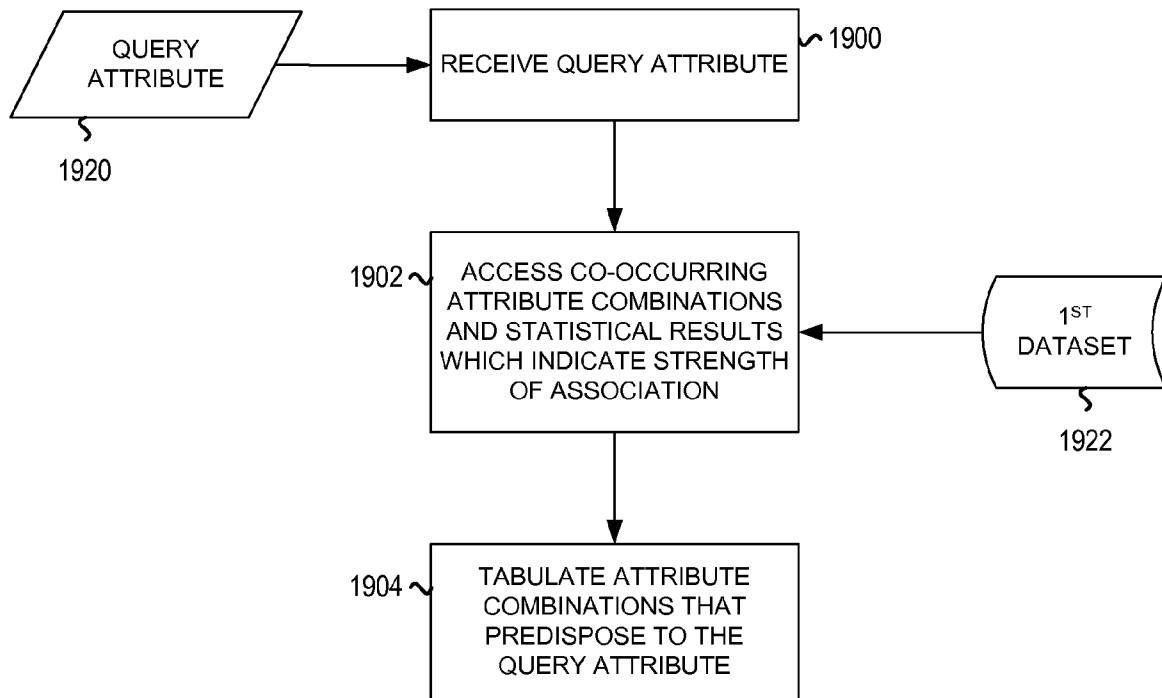 QUERY
ATTRIBUTE
1920
RECEIVE QUERY ATTRIBUTE
1900
1902
ACCESS CO-OCCURRING
ATTRIBUTE COMBINATIONS
AND STATISTICAL RESULTS
WHICH INDICATE STRENGTH
OF ASSOCIATION
1ST
DATASET
1922
1904
TABULATE ATTRIBUTE
COMBINATIONS THAT
PREDISPOSE TO THE
QUERY ATTRIBUTE